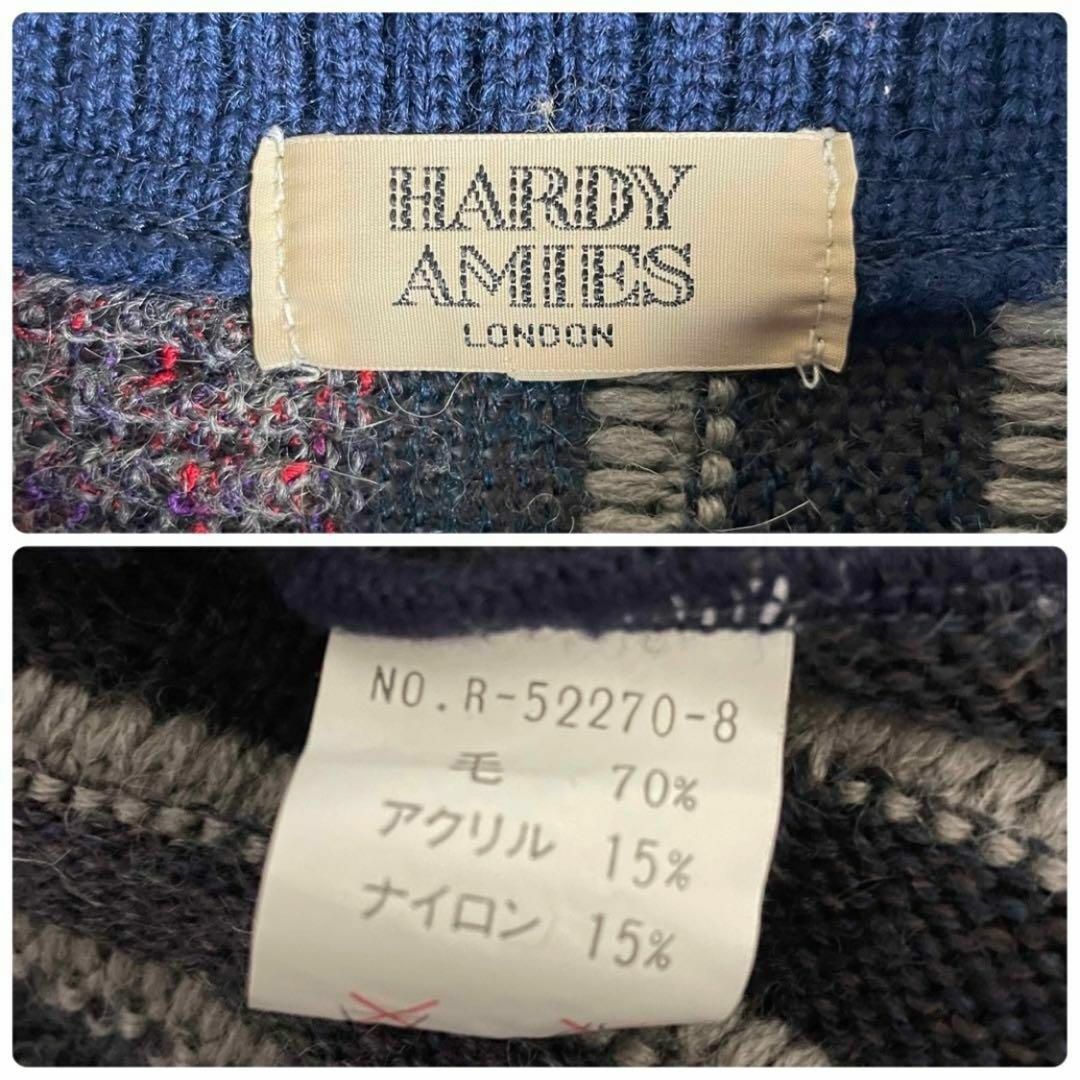 HARDY
AMIES
LONDON
NO.R-52270-8
毛 70%
アクリル 15%
ナイロン 15%